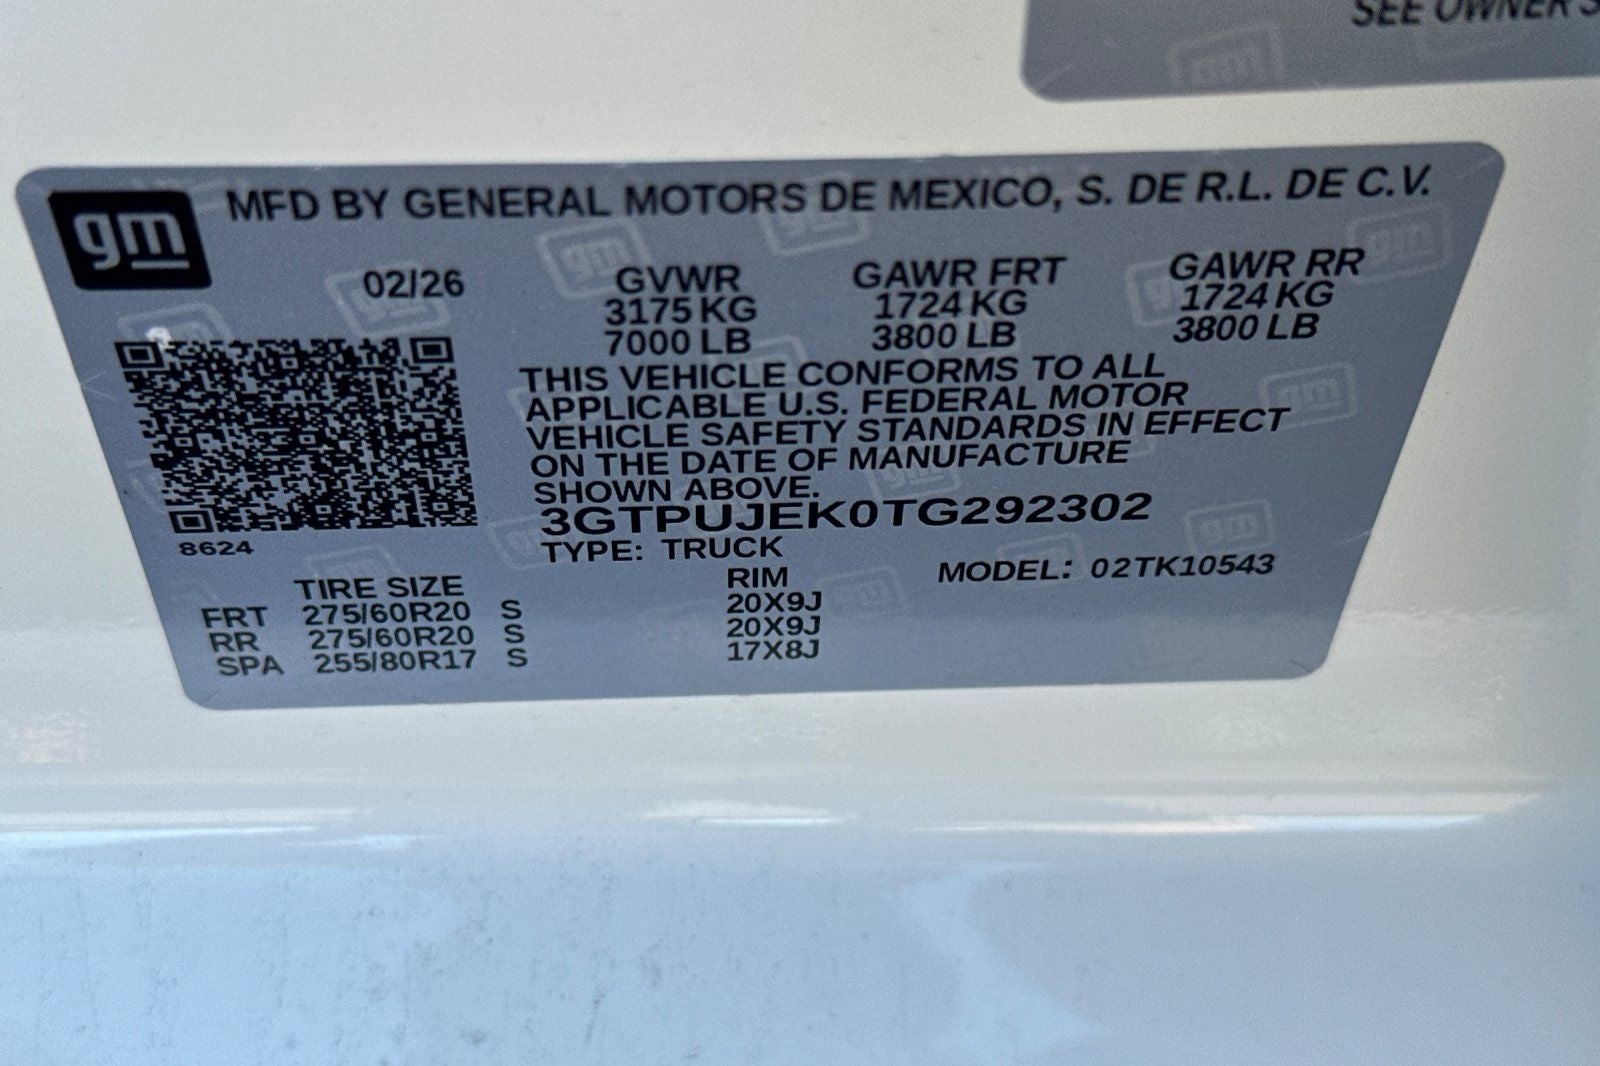 SEE OWNER'S
gm
MFD BY GENERAL MOTORS DE MEXICO, S. DE R.L. DE C.V.
02/26
GVWR
3175 KG
7000 LB
GAWR FRT
1724 KG
3800 LB
GAWR RR
1724 KG
3800 LB
THIS VEHICLE CONFORMS TO ALL
APPLICABLE U.S. FEDERAL MOTOR
VEHICLE SAFETY STANDARDS IN EFFECT
ON THE DATE OF MANUFACTURE
SHOWN ABOVE.
3GTPUJEK0TG292302
TYPE: TRUCK
MODEL: 02TK10543
8624
TIRE SIZE RIM
FRT 275/60R20 S 20X9J
RR 275/60R20 S 20X9J
SPA 255/80R17 S 17X8J